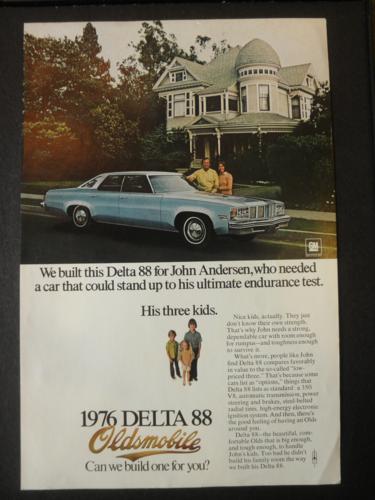 GM
We built this Delta 88 for John Andersen, who needed
a car that could stand up to his ultimate endurance test.
His three kids.
1976 DELTA 88
Oldsmobile
Can we build one for you?
Nice kids, actually. They just
don't know their own strength.
That's why John needs a strong,
dependable car with room enough
for rumpus—and toughness enough
to survive it.
What's more, people like John
find Delta 88 compares favorably
in value to the so-called "low-
priced three." That's because some
cars list as "options," things that
Delta 88 lists as standard: a 350
V8, automatic transmission, power
steering and brakes, steel-belted
radial tires, high-energy electronic
ignition system. And then, there's
the good feeling of having an Olds
around you.
Delta 88—the beautiful, com-
fortable Olds that is big enough,
and tough enough, to handle
John's kids. Too bad he didn't
build his family room the way
we built his Delta 88.